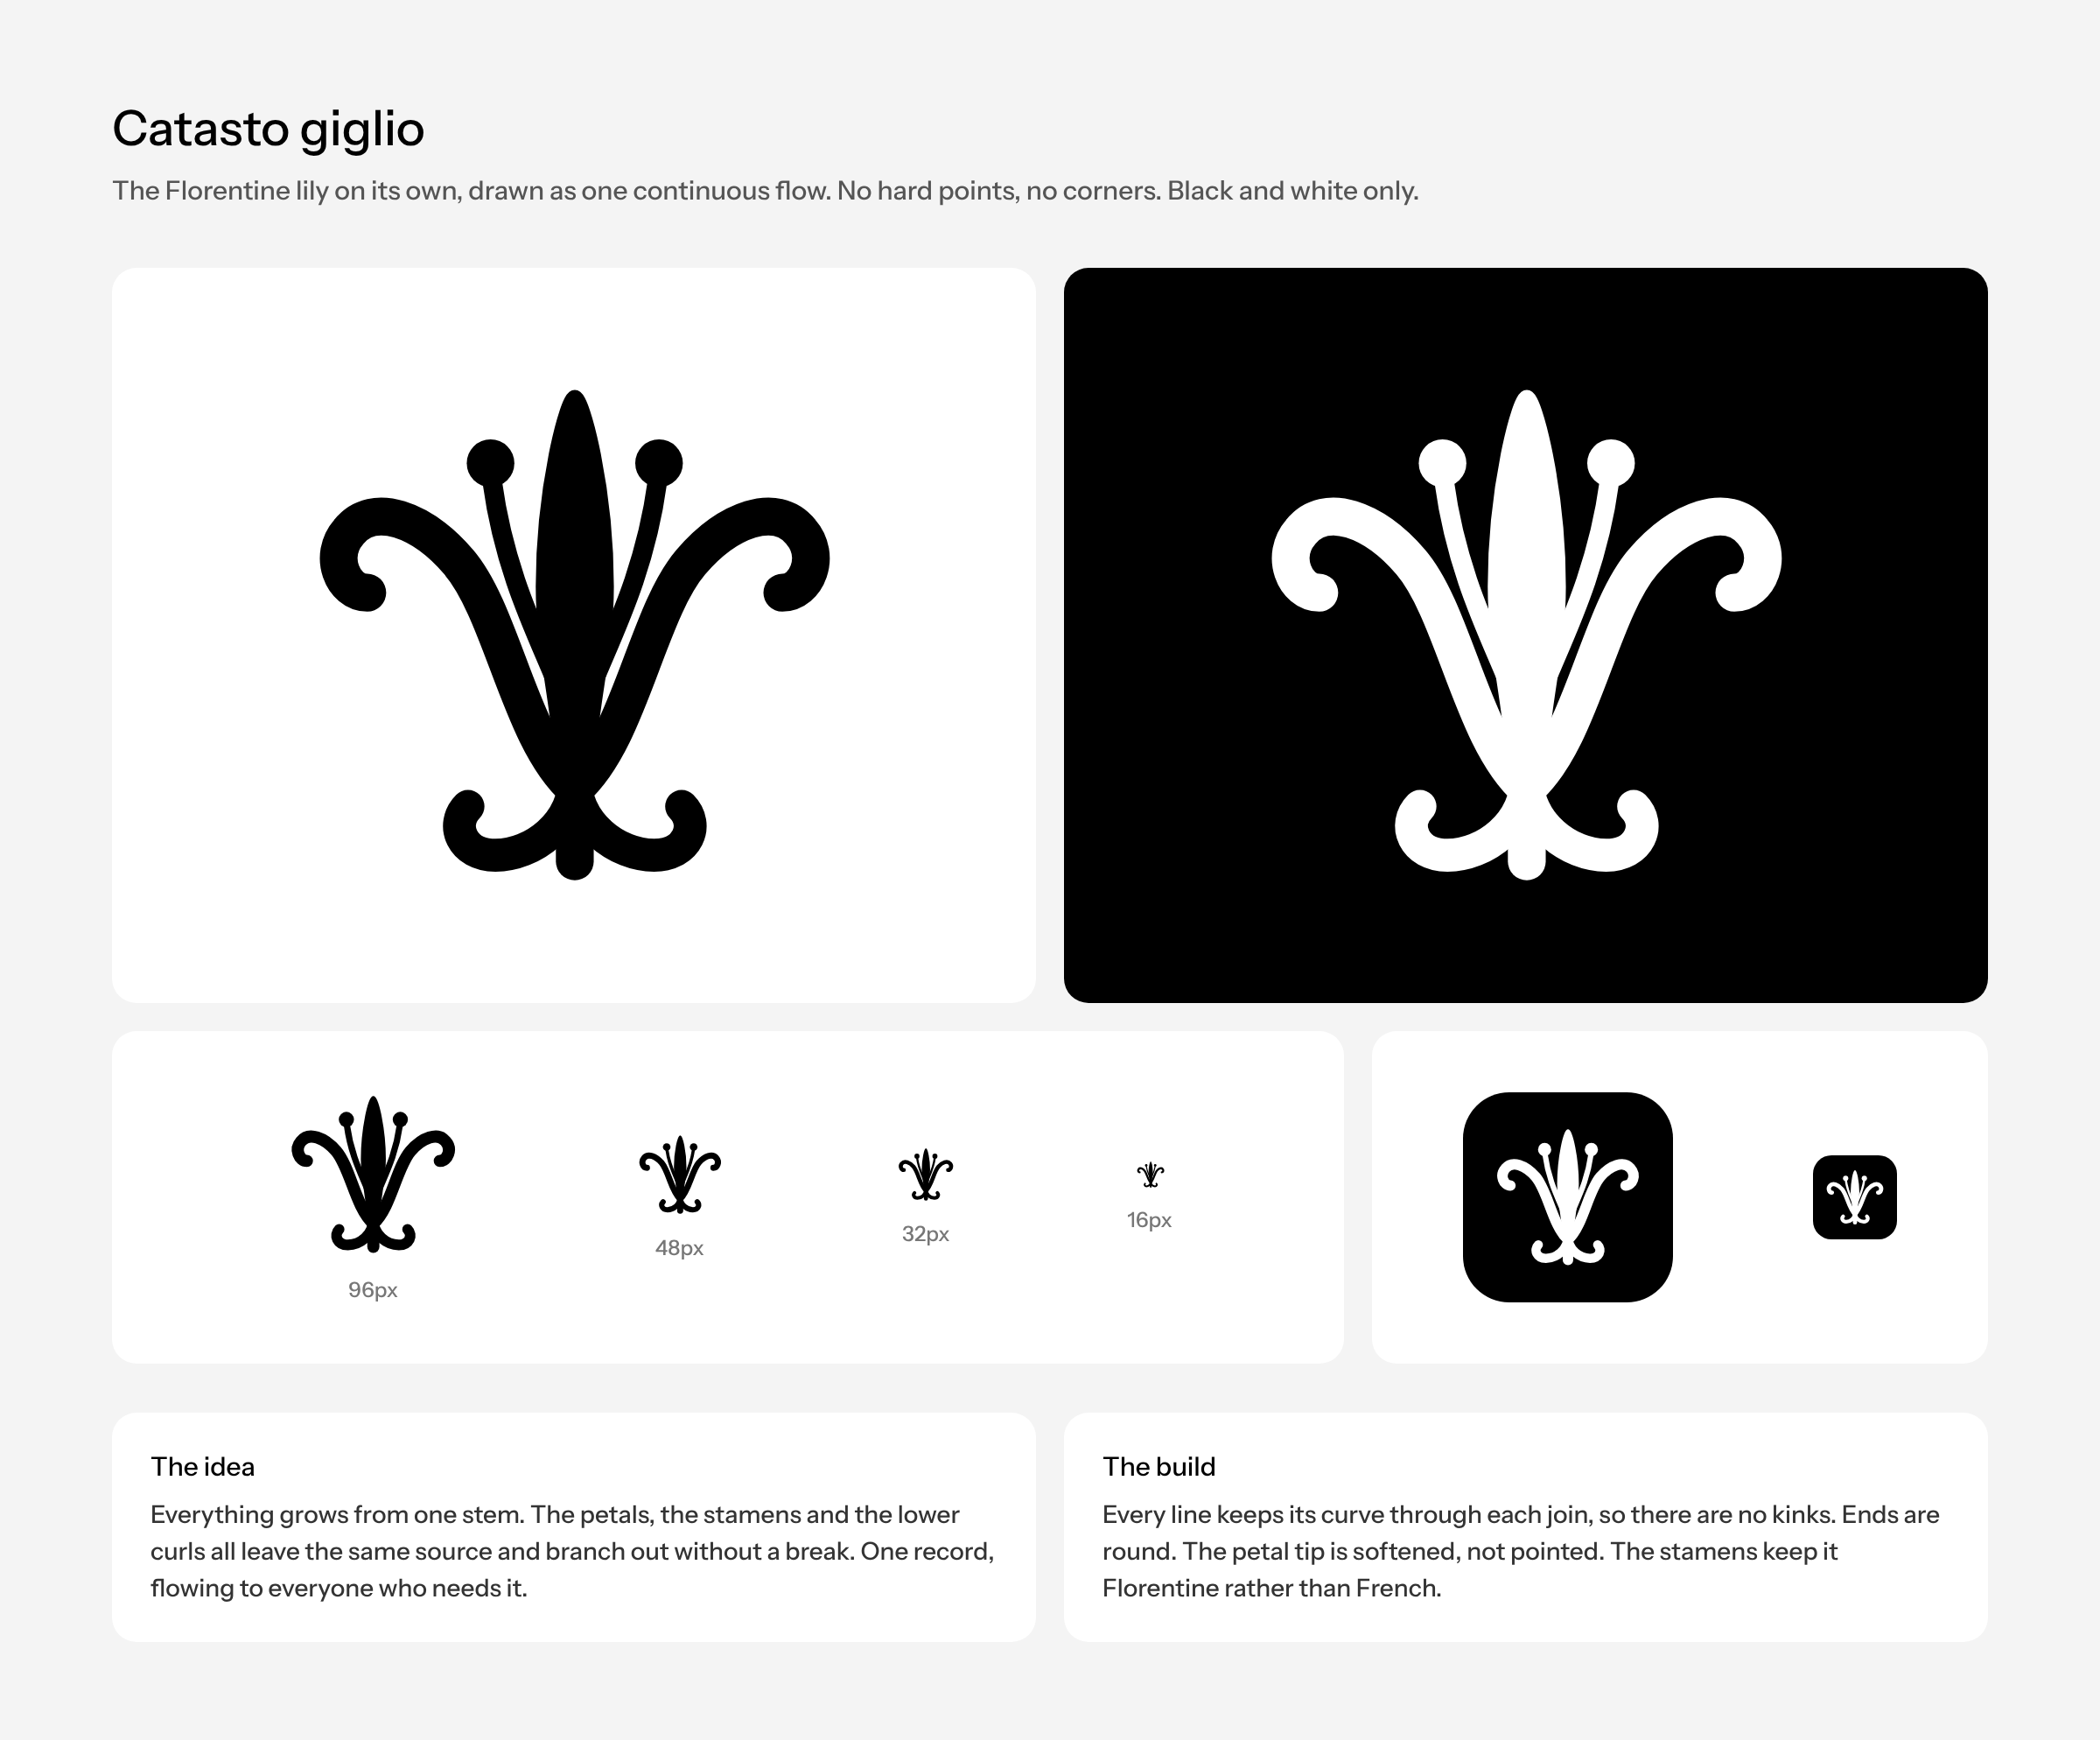 Catasto giglio
The Florentine lily on its own, drawn as one continuous flow. No hard points, no corners. Black and white only.
96px
48px
32px
16px
The idea
Everything grows from one stem. The petals, the stamens and the lower
curls all leave the same source and branch out without a break. One record,
flowing to everyone who needs it.
The build
Every line keeps its curve through each join, so there are no kinks. Ends are
round. The petal tip is softened, not pointed. The stamens keep it
Florentine rather than French.